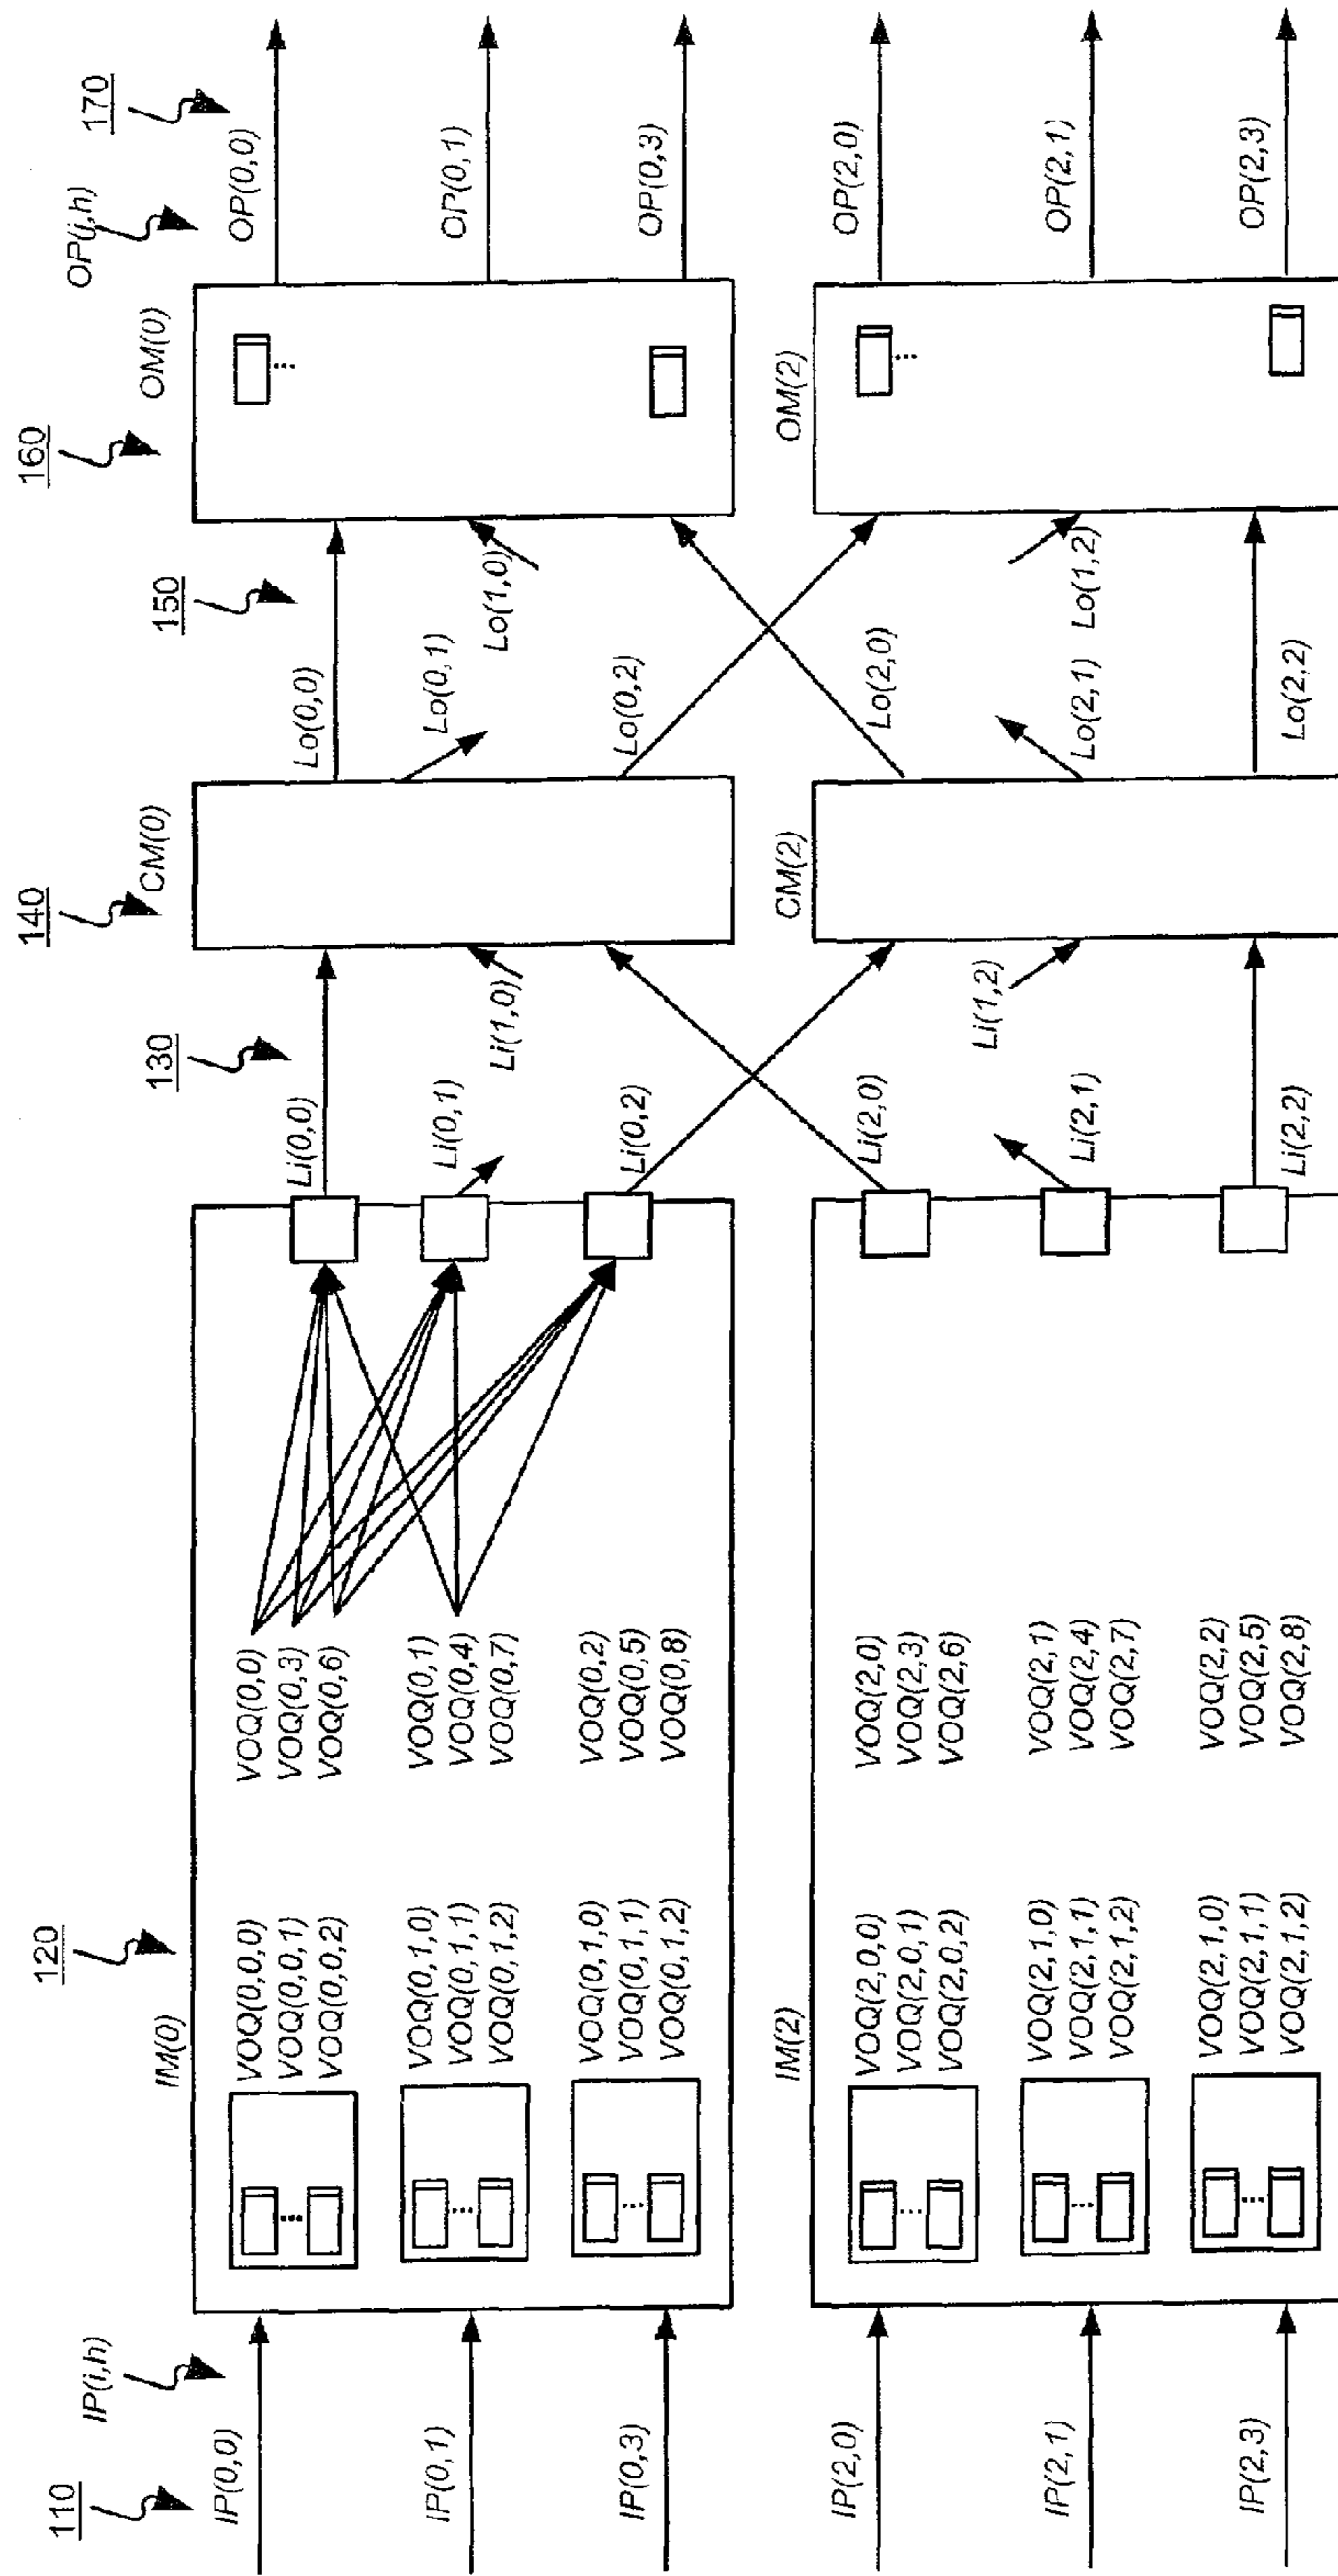 110
IP(i,h)
IP(0,0)
IP(0,1)
IP(0,3)
IP(2,0)
IP(2,1)
IP(2,3)
120
IM(0)
VOQ(0,0,0)
VOQ(0,0,1)
VOQ(0,0,2)
VOQ(0,1,0)
VOQ(0,1,1)
VOQ(0,1,2)
VOQ(0,1,0)
VOQ(0,1,1)
VOQ(0,1,2)
VOQ(0,0)
VOQ(0,3)
VOQ(0,6)
VOQ(0,1)
VOQ(0,4)
VOQ(0,7)
VOQ(0,2)
VOQ(0,5)
VOQ(0,8)
IM(2)
VOQ(2,0,0)
VOQ(2,0,1)
VOQ(2,0,2)
VOQ(2,1,0)
VOQ(2,1,1)
VOQ(2,1,2)
VOQ(2,1,0)
VOQ(2,1,1)
VOQ(2,1,2)
VOQ(2,0)
VOQ(2,3)
VOQ(2,6)
VOQ(2,1)
VOQ(2,4)
VOQ(2,7)
VOQ(2,2)
VOQ(2,5)
VOQ(2,8)
130
Li(0,0)
Li(0,1)
Li(0,2)
Li(1,0)
Li(2,0)
Li(2,1)
Li(2,2)
Li(1,2)
140
CM(0)
CM(2)
150
Lo(0,0)
Lo(0,1)
Lo(0,2)
Lo(1,0)
Lo(2,0)
Lo(2,1)
Lo(2,2)
Lo(1,2)
160
OM(0)
OM(2)
170
OP(j,h)
OP(0,0)
OP(0,1)
OP(0,3)
OP(2,0)
OP(2,1)
OP(2,3)